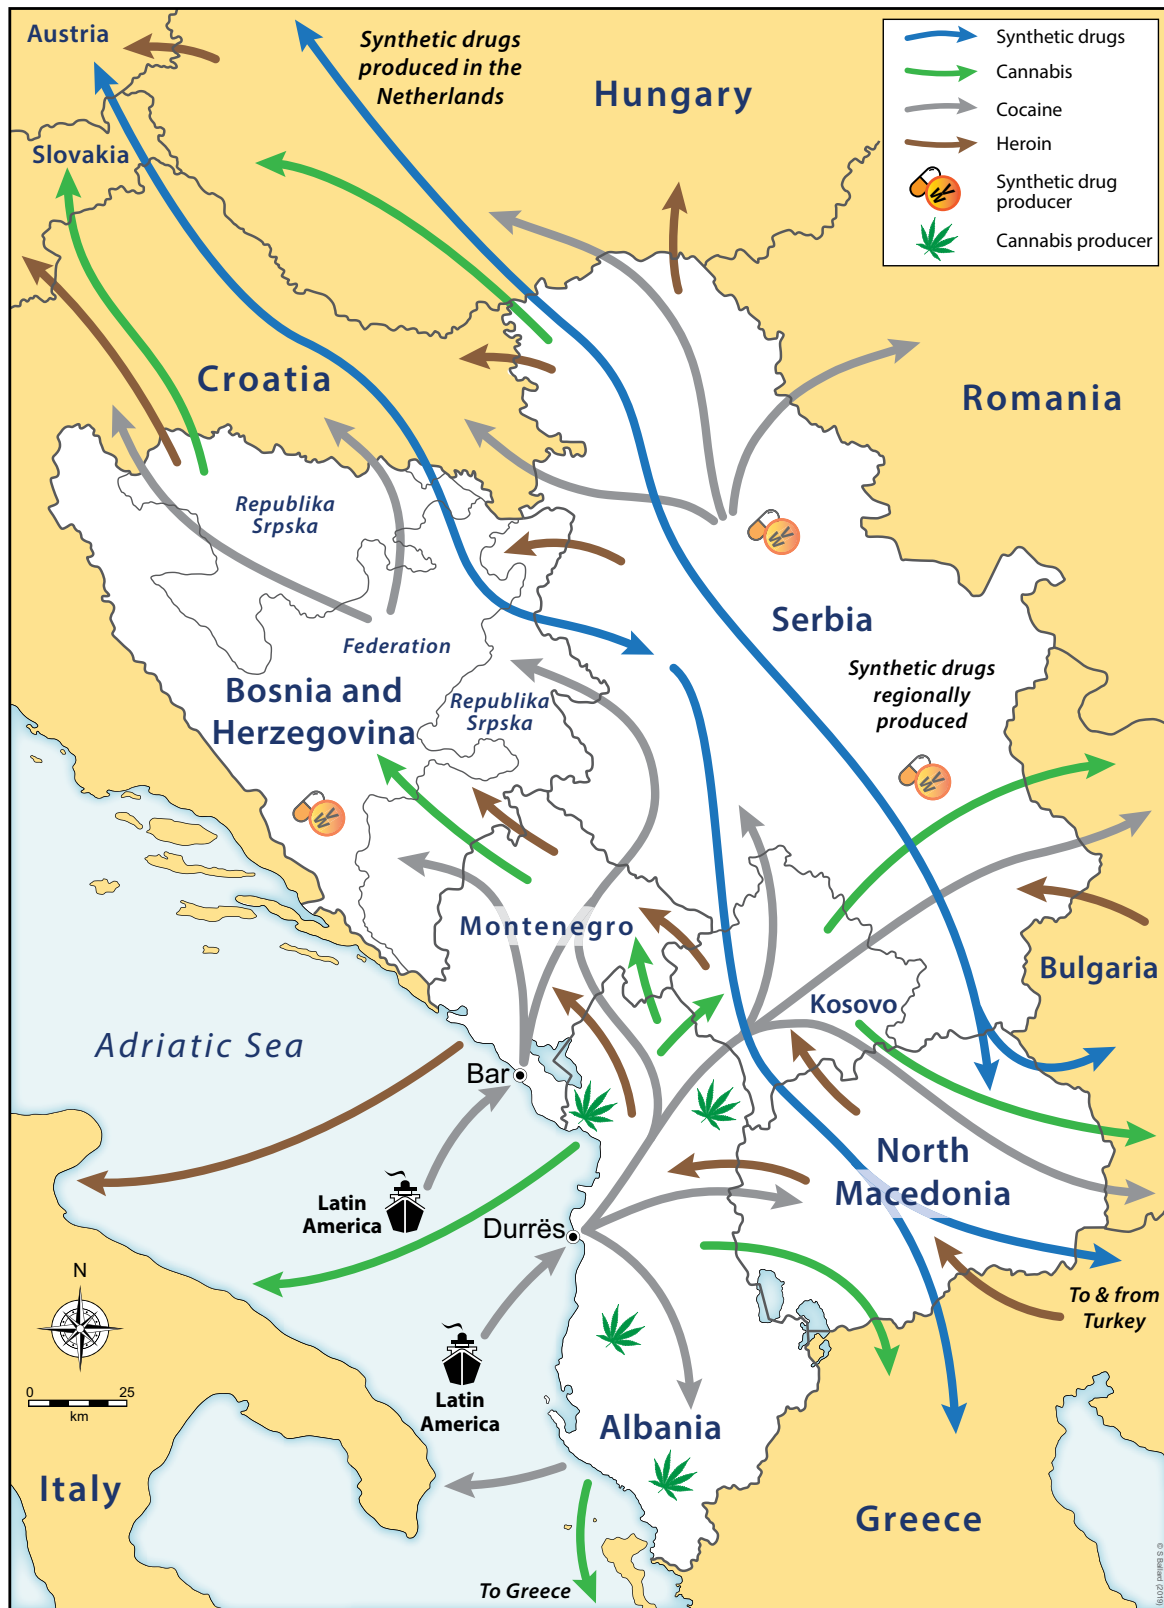 Austria
Synthetic drugs
produced in the
Netherlands
Hungary
Synthetic drugs
Cannabis
Cocaine
Heroin
Synthetic drug
producer
Cannabis producer
Slovakia
Croatia
Romania
Republika
Srpska
Serbia
Federation
Synthetic drugs
regionally
produced
Bosnia and
Herzegovina
Republika
Srpska
Montenegro
Bulgaria
Kosovo
Adriatic Sea
Bar
North
Macedonia
Latin
America
Durrës
N
To & from
Turkey
0 25
km
Latin
America
Albania
Italy
Greece
To Greece
© S Ballard (2019)